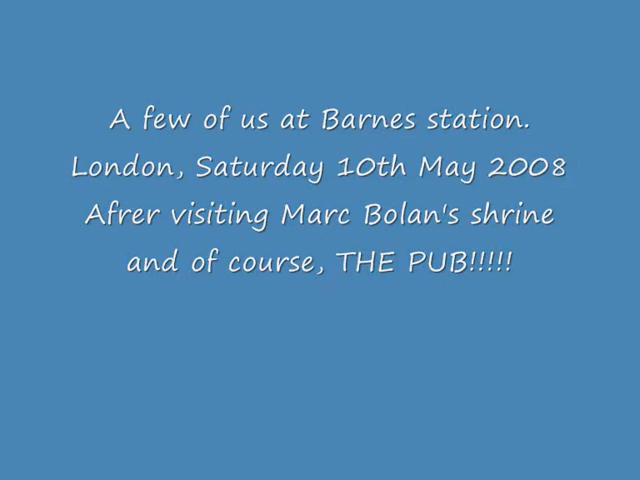 A few of us at Barnes station.
London, Saturday 10th May 2008
Afrer visiting Marc Bolan's shrine
and of course, THE PUB!!!!!